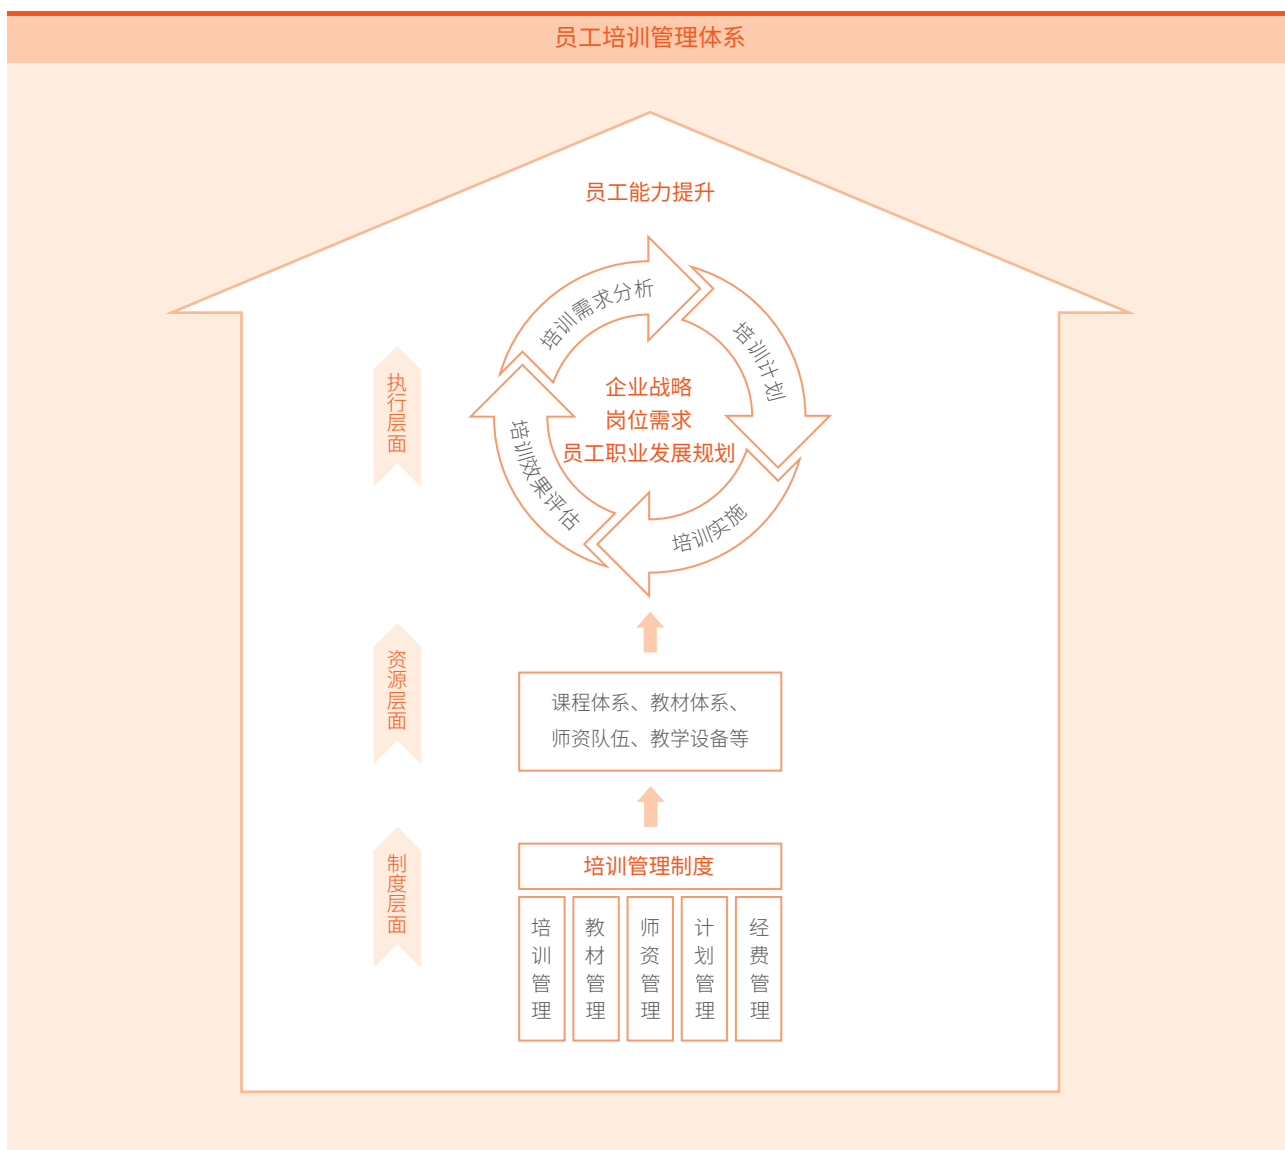 员工培训管理体系
员工能力提升
培训需求分析
培训计划
培训实施
培训效果评估
企业战略
岗位需求
员工职业发展规划
执行层面
资源层面
课程体系、教材体系、
师资队伍、教学设备等
制度层面
培训管理制度
培训管理
教材管理
师资管理
计划管理
经费管理